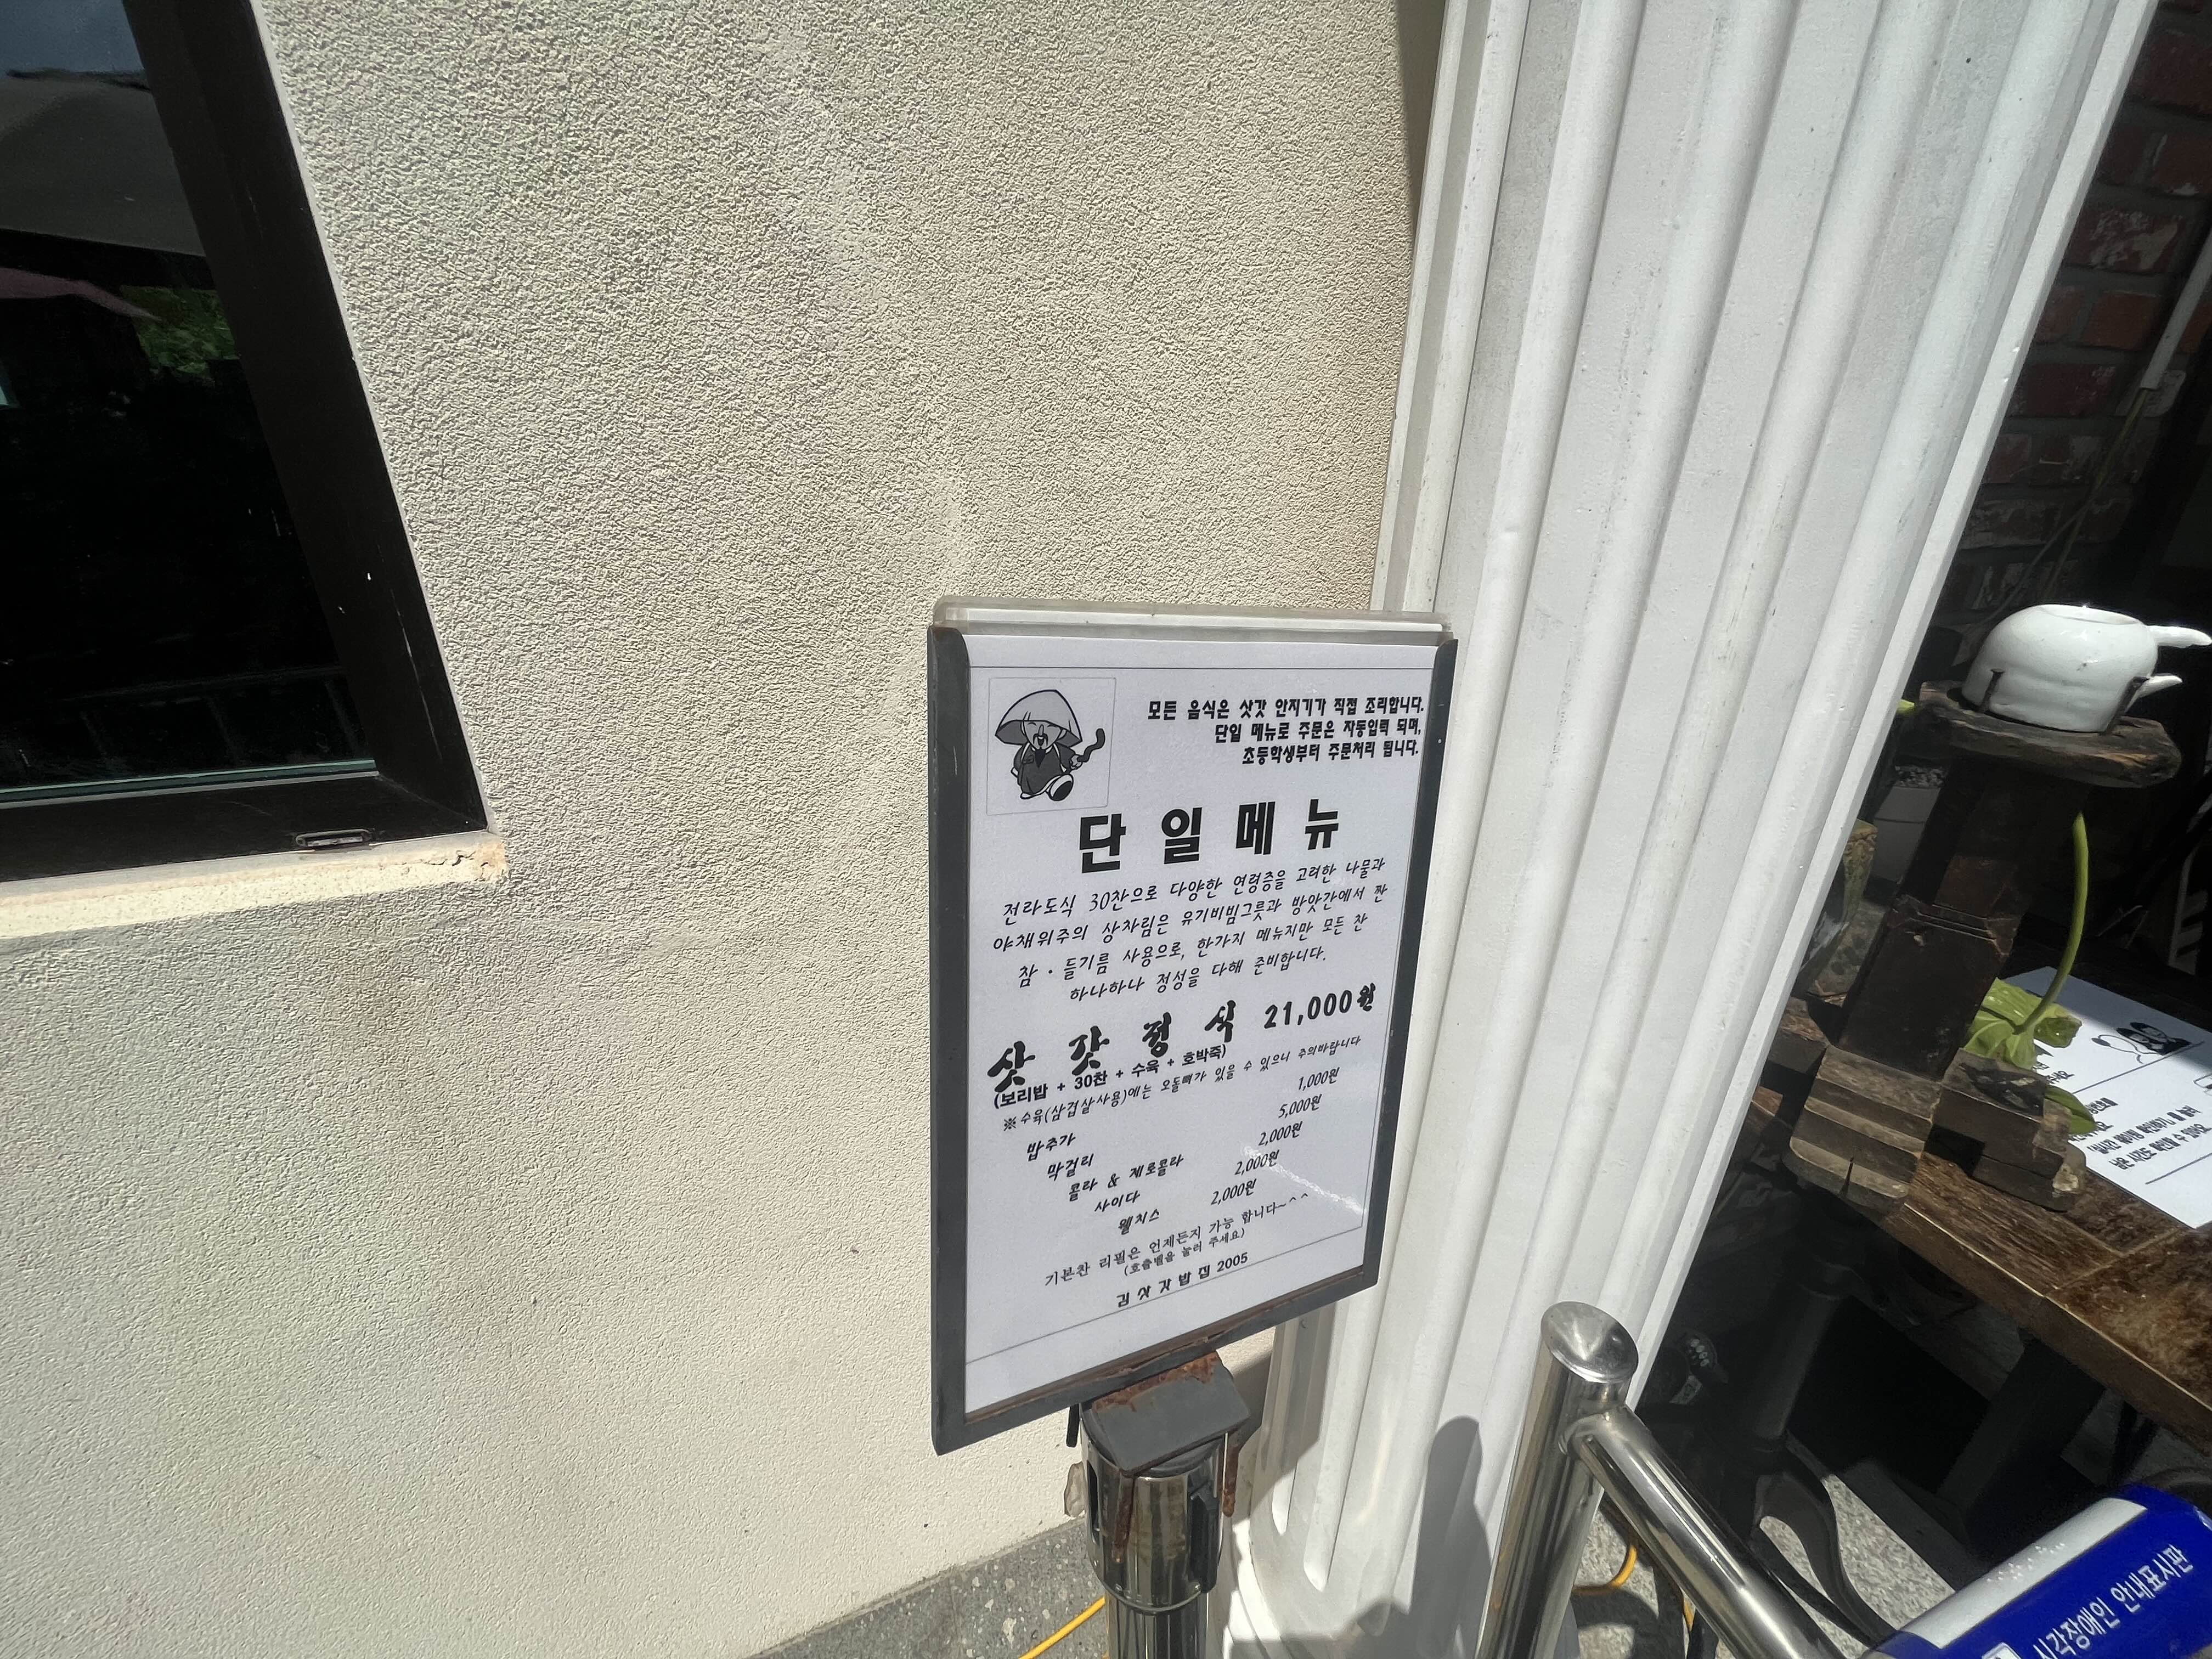 모든 음식은 삿갓 안지기가 직접 조리합니다.
단일 메뉴로 주문은 자동입력 되며,
초등학생부터 주문처리 됩니다.
단일메뉴
전라도식 30찬으로 다양한 연령층을 고려한 나물과
야채위주의 상차림은 유기비빔그릇과 방앗간에서 짠
참 · 들기름 사용으로, 한가지 메뉴지만 모든 찬
하나하나 정성을 다해 준비합니다.
삿갓정식 21,000원
(보리밥 + 30찬 + 수육 + 호박죽)
※수육(삼겹살사용)에는 오돌뼈가 있을 수 있으니 주의바랍니다
밥추가 1,000원
막걸리 5,000원
콜라 & 제로콜라 2,000원
사이다 2,000원
웰치스 2,000원
기본찬 리필은 언제든지 가능 합니다~^^
(호출벨을 눌러 주세요)
김삿갓밥집 2005
시각장애인 안내표시판